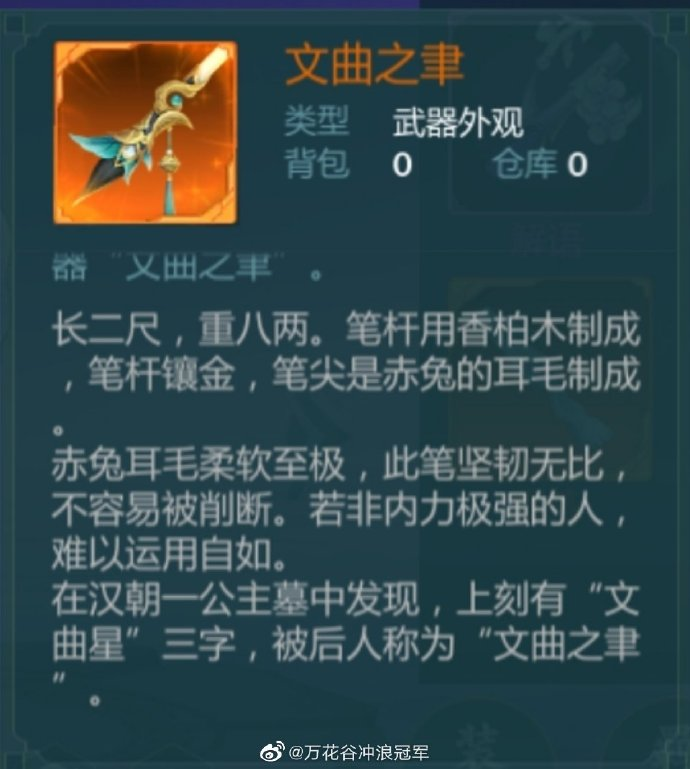 文曲之聿
类型 武器外观
背包 0 仓库 0
器“文曲之聿”。
长二尺，重八两。笔杆用香柏木制成
，笔杆镶金，笔尖是赤兔的耳毛制成
。
赤兔耳毛柔软至极，此笔坚韧无比，
不容易被削断。若非内力极强的人，
难以运用自如。
在汉朝一公主墓中发现，上刻有“文
曲星”三字，被后人称为“文曲之聿
”。
@万花谷冲浪冠军